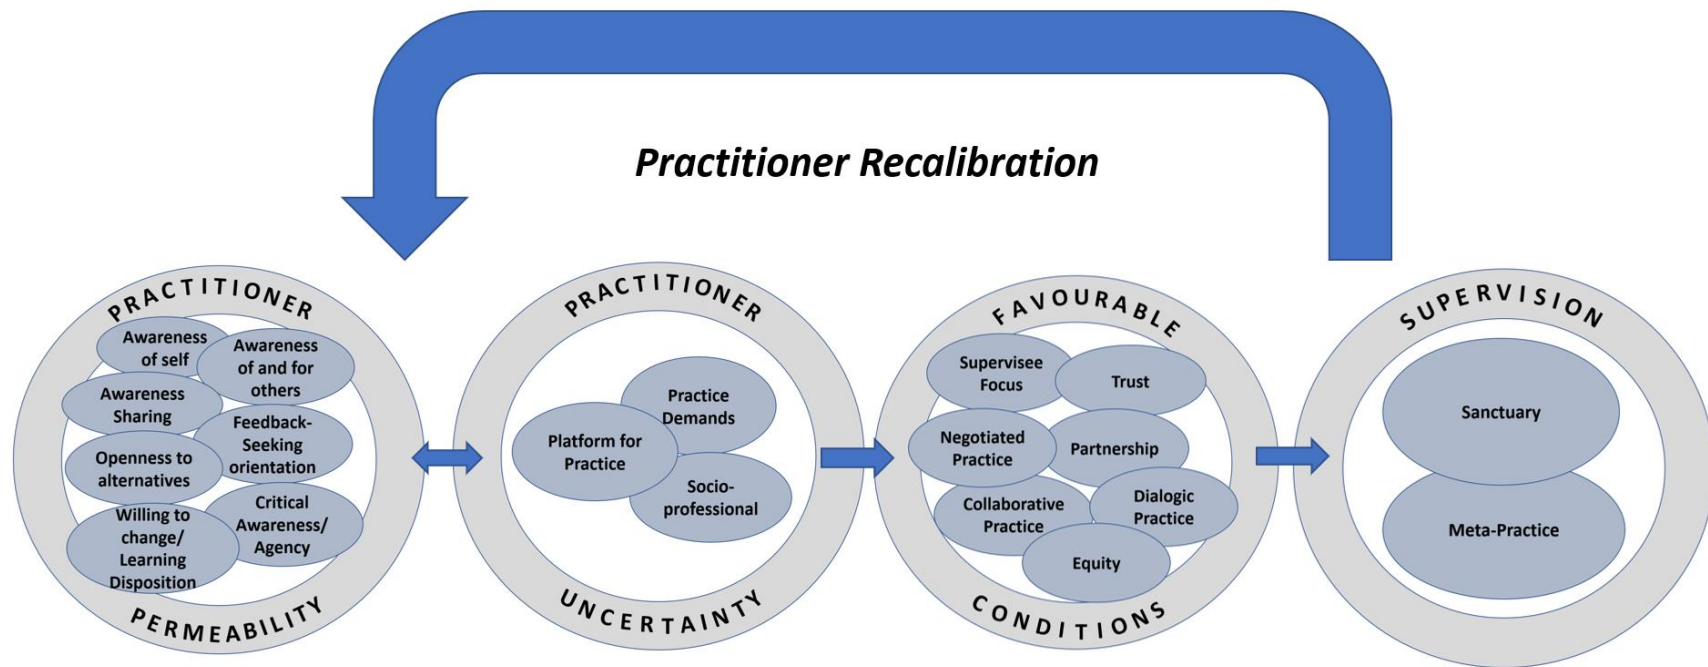 Practitioner Recalibration
PRACTITIONER
Awareness
of self
Awareness
of and for
others
Awareness
Sharing
Feedback-
Seeking
orientation
Openness to
alternatives
Critical
Awareness/
Agency
Willing to
change/
Learning
Disposition
PERMEABILITY
PRACTITIONER
Practice
Demands
Platform for
Practice
Socio-
professional
UNCERTAINTY
FAVOURABLE
Supervisee
Focus
Trust
Negotiated
Practice
Partnership
Collaborative
Practice
Dialogic
Practice
Equity
CONDITIONS
SUPERVISION
Sanctuary
Meta-Practice